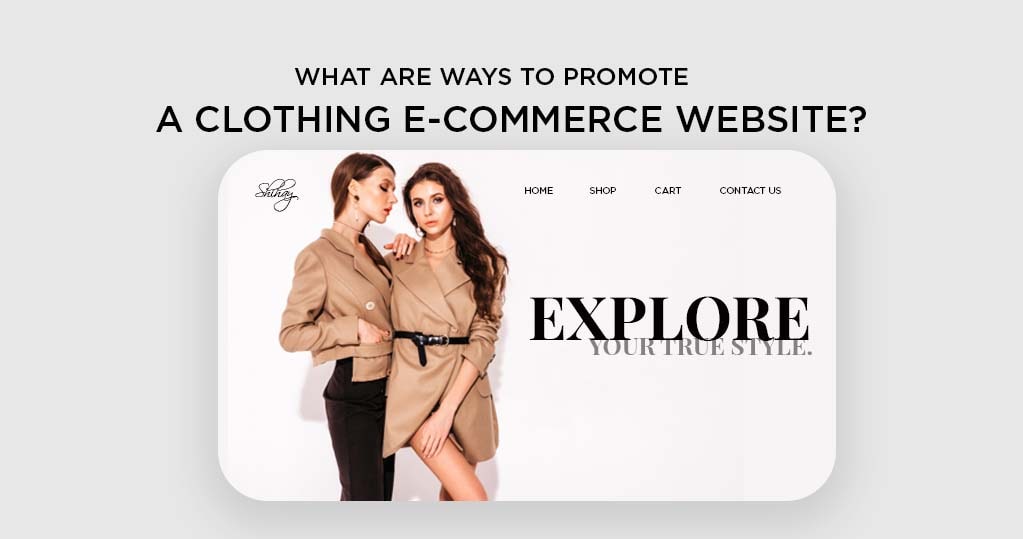 WHAT ARE WAYS TO PROMOTE
A CLOTHING E-COMMERCE WEBSITE?
Shihay
HOME SHOP CART CONTACT US
EXPLORE
YOUR TRUE STYLE.